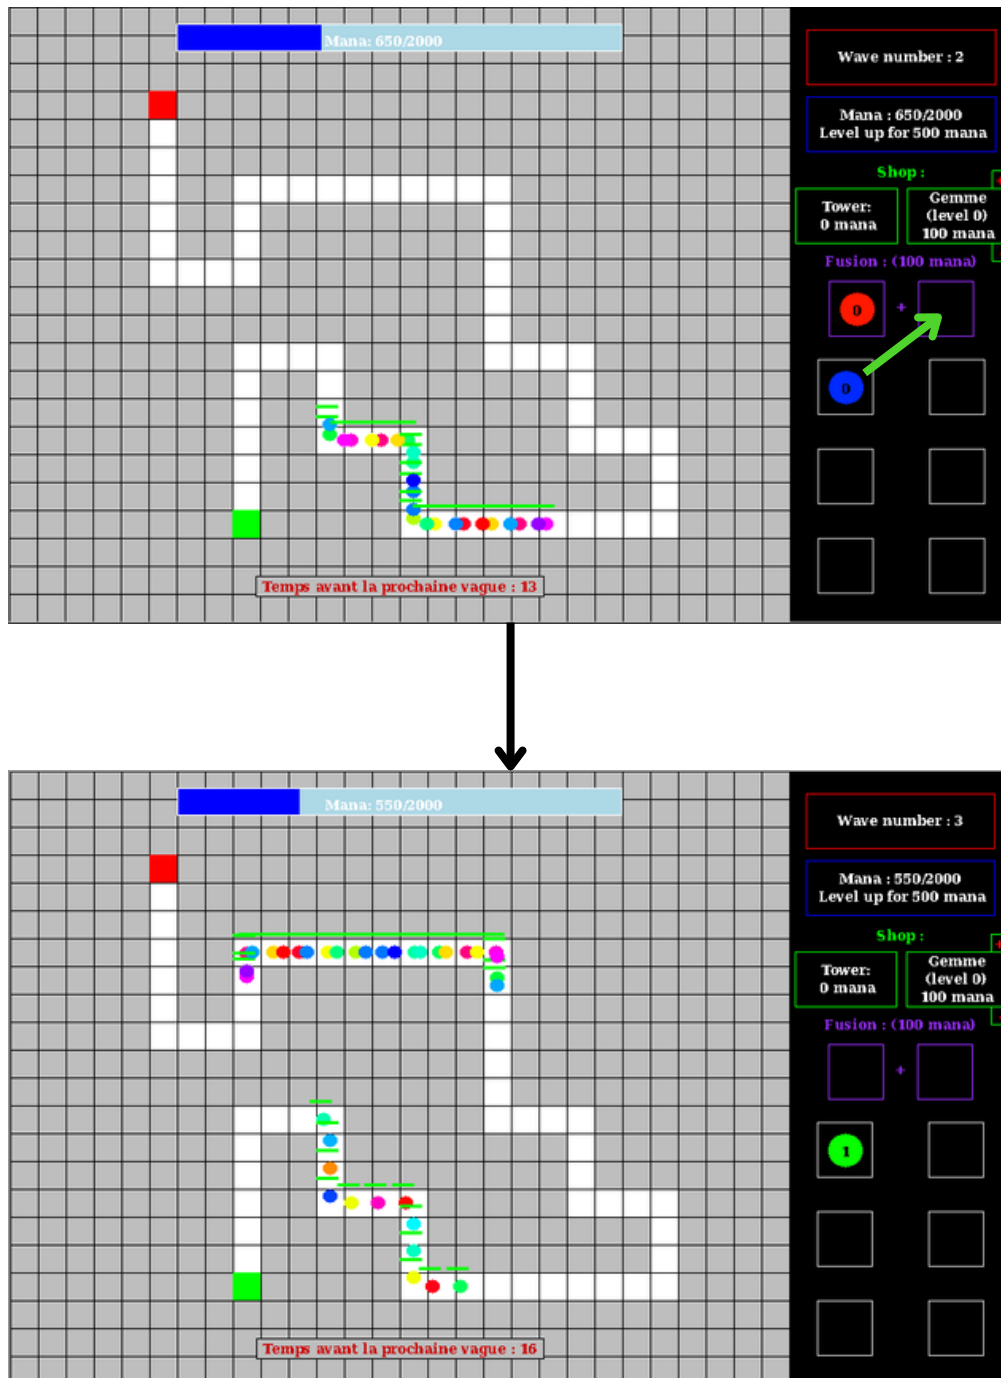 Mana: 650/2000
Wave number : 2
Mana : 650/2000
Level up for 500 mana
Shop :
Tower:
0 mana
Gemme
(level 0)
100 mana
Fusion : (100 mana)
0
+
0
Temps avant la prochaine vague : 13
Mana: 550/2000
Wave number : 3
Mana : 550/2000
Level up for 500 mana
Shop :
Tower:
0 mana
Gemme
(level 0)
100 mana
Fusion : (100 mana)
+
1
Temps avant la prochaine vague : 16